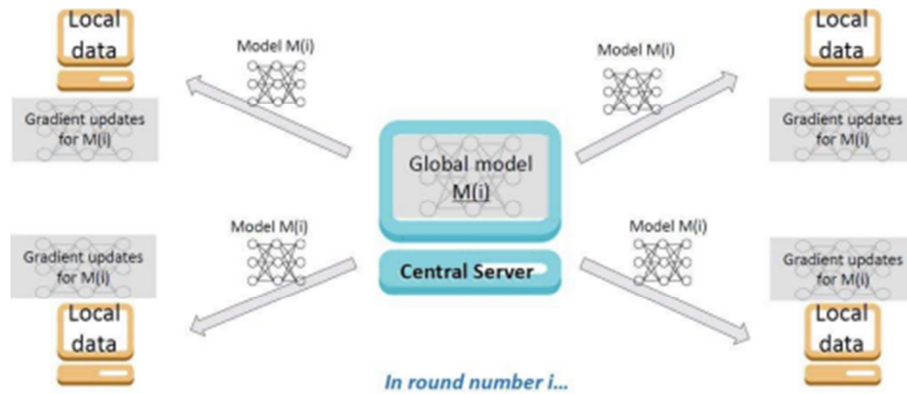 Local
data
Gradient updates
for M(i)
Model M(i)
Model M(i)
Local
data
Gradient updates
for M(i)
Global model
M(i)
Central Server
Gradient updates
for M(i)
Local
data
Model M(i)
Model M(i)
Gradient updates
for M(i)
Local
data
In round number i...